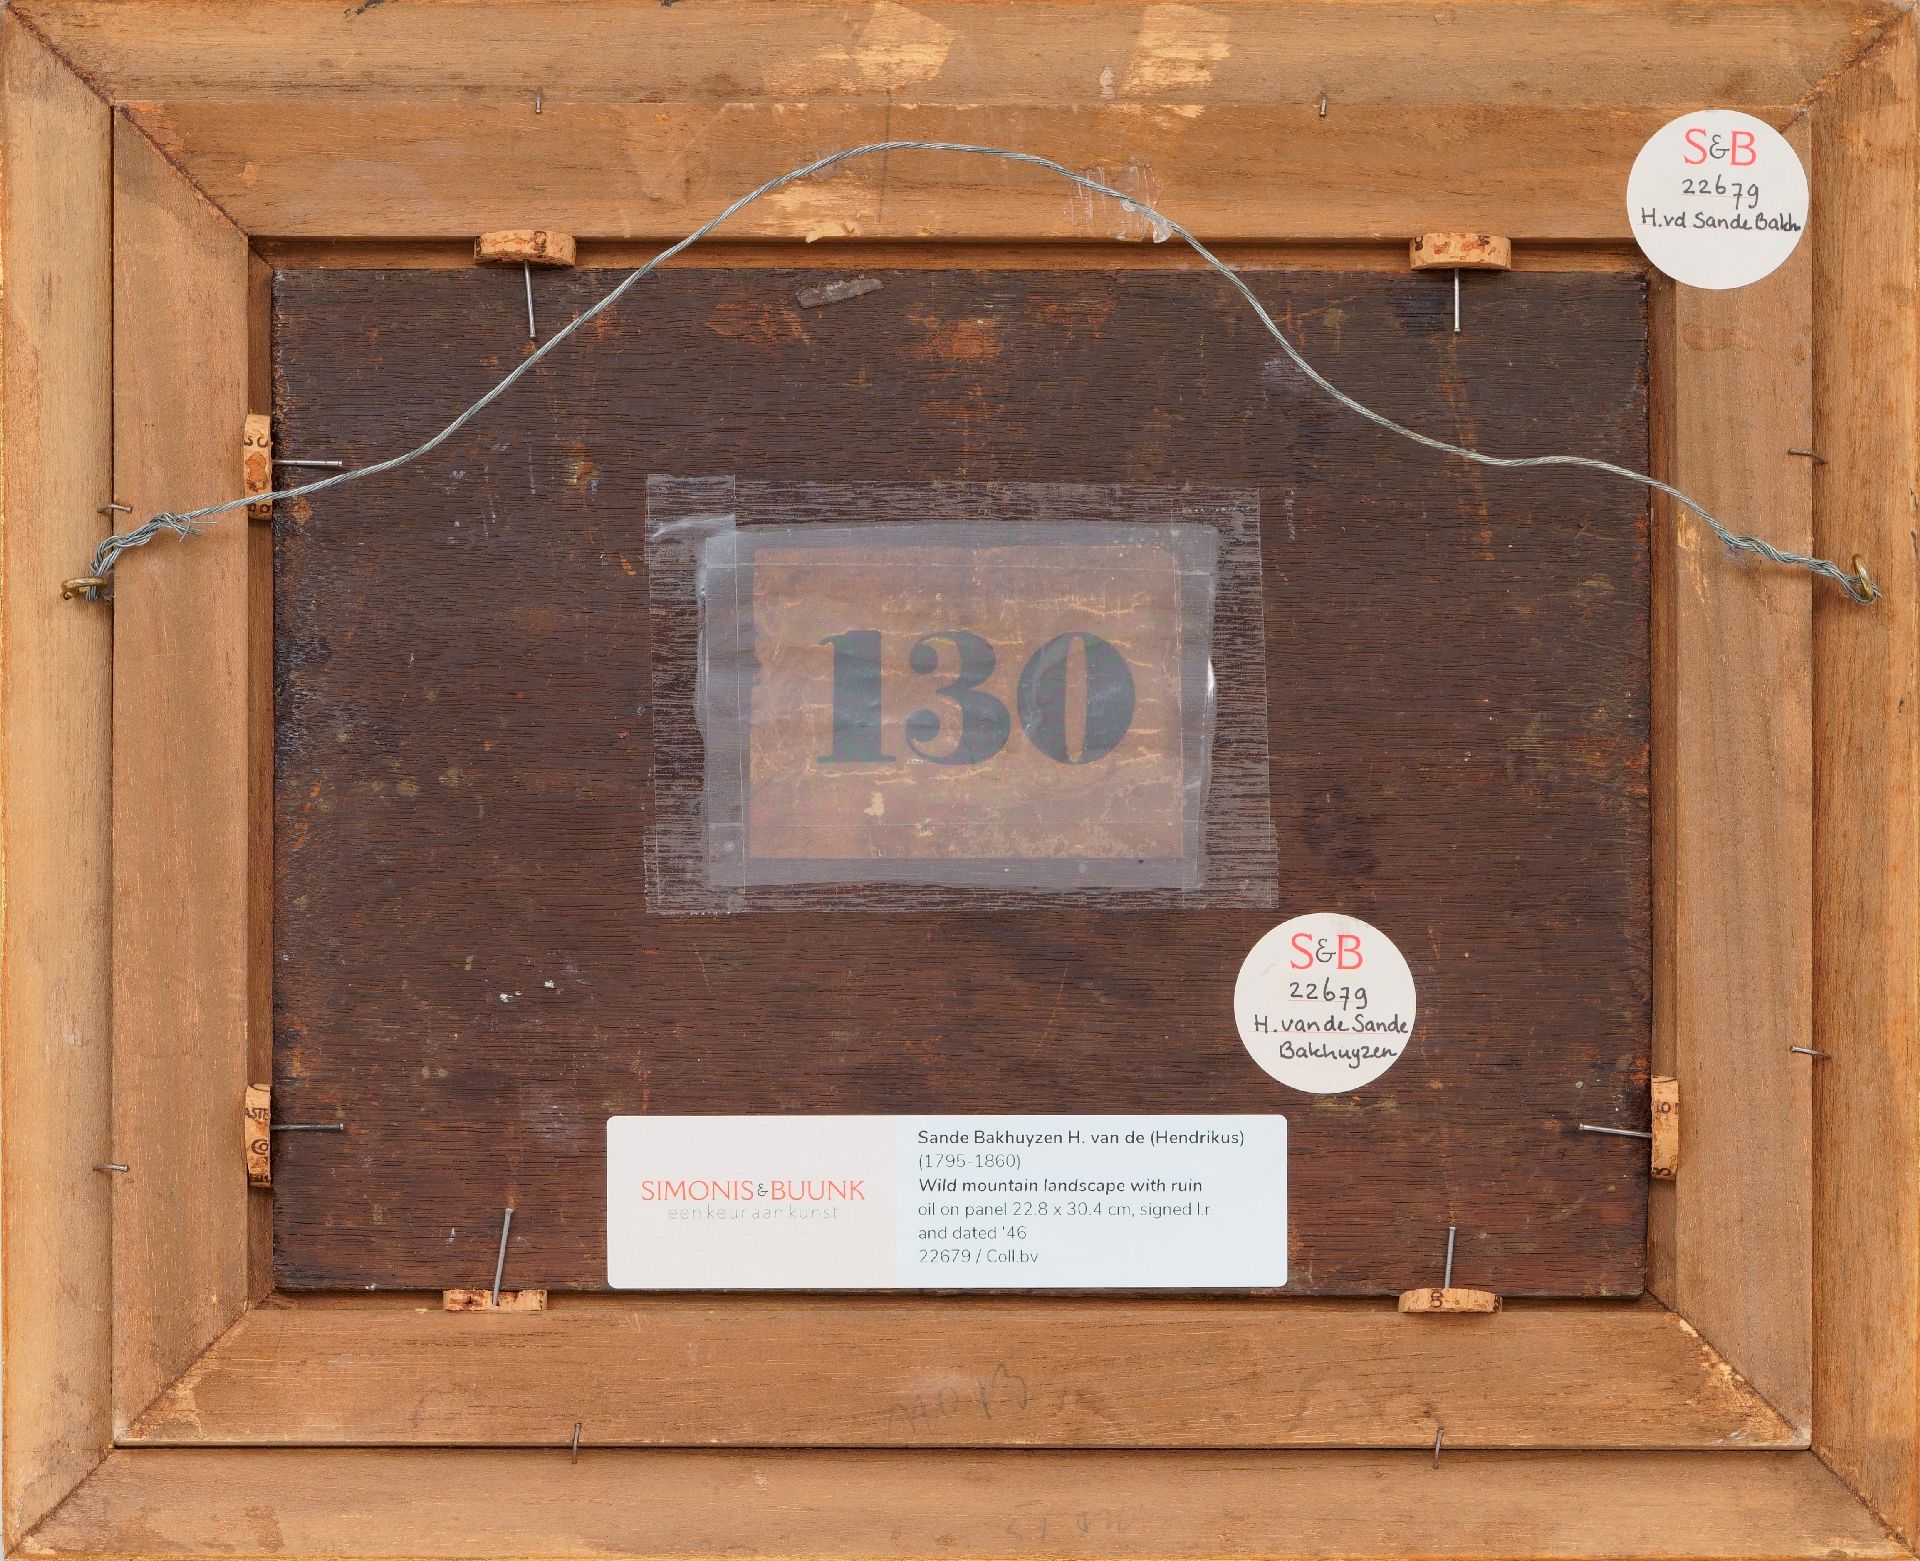 S&B
22679
H.vd Sande Bakh
130
S&B
22679
H. van de Sande
Bakhuyzen
SIMONIS&BUUNK
een keur aan kunst
Sande Bakhuyzen H. van de (Hendrikus)
(1795-1860)
Wild mountain landscape with ruin
oil on panel 22.8 x 30.4 cm, signed l.r.
and dated '46
22679 / Coll.bv